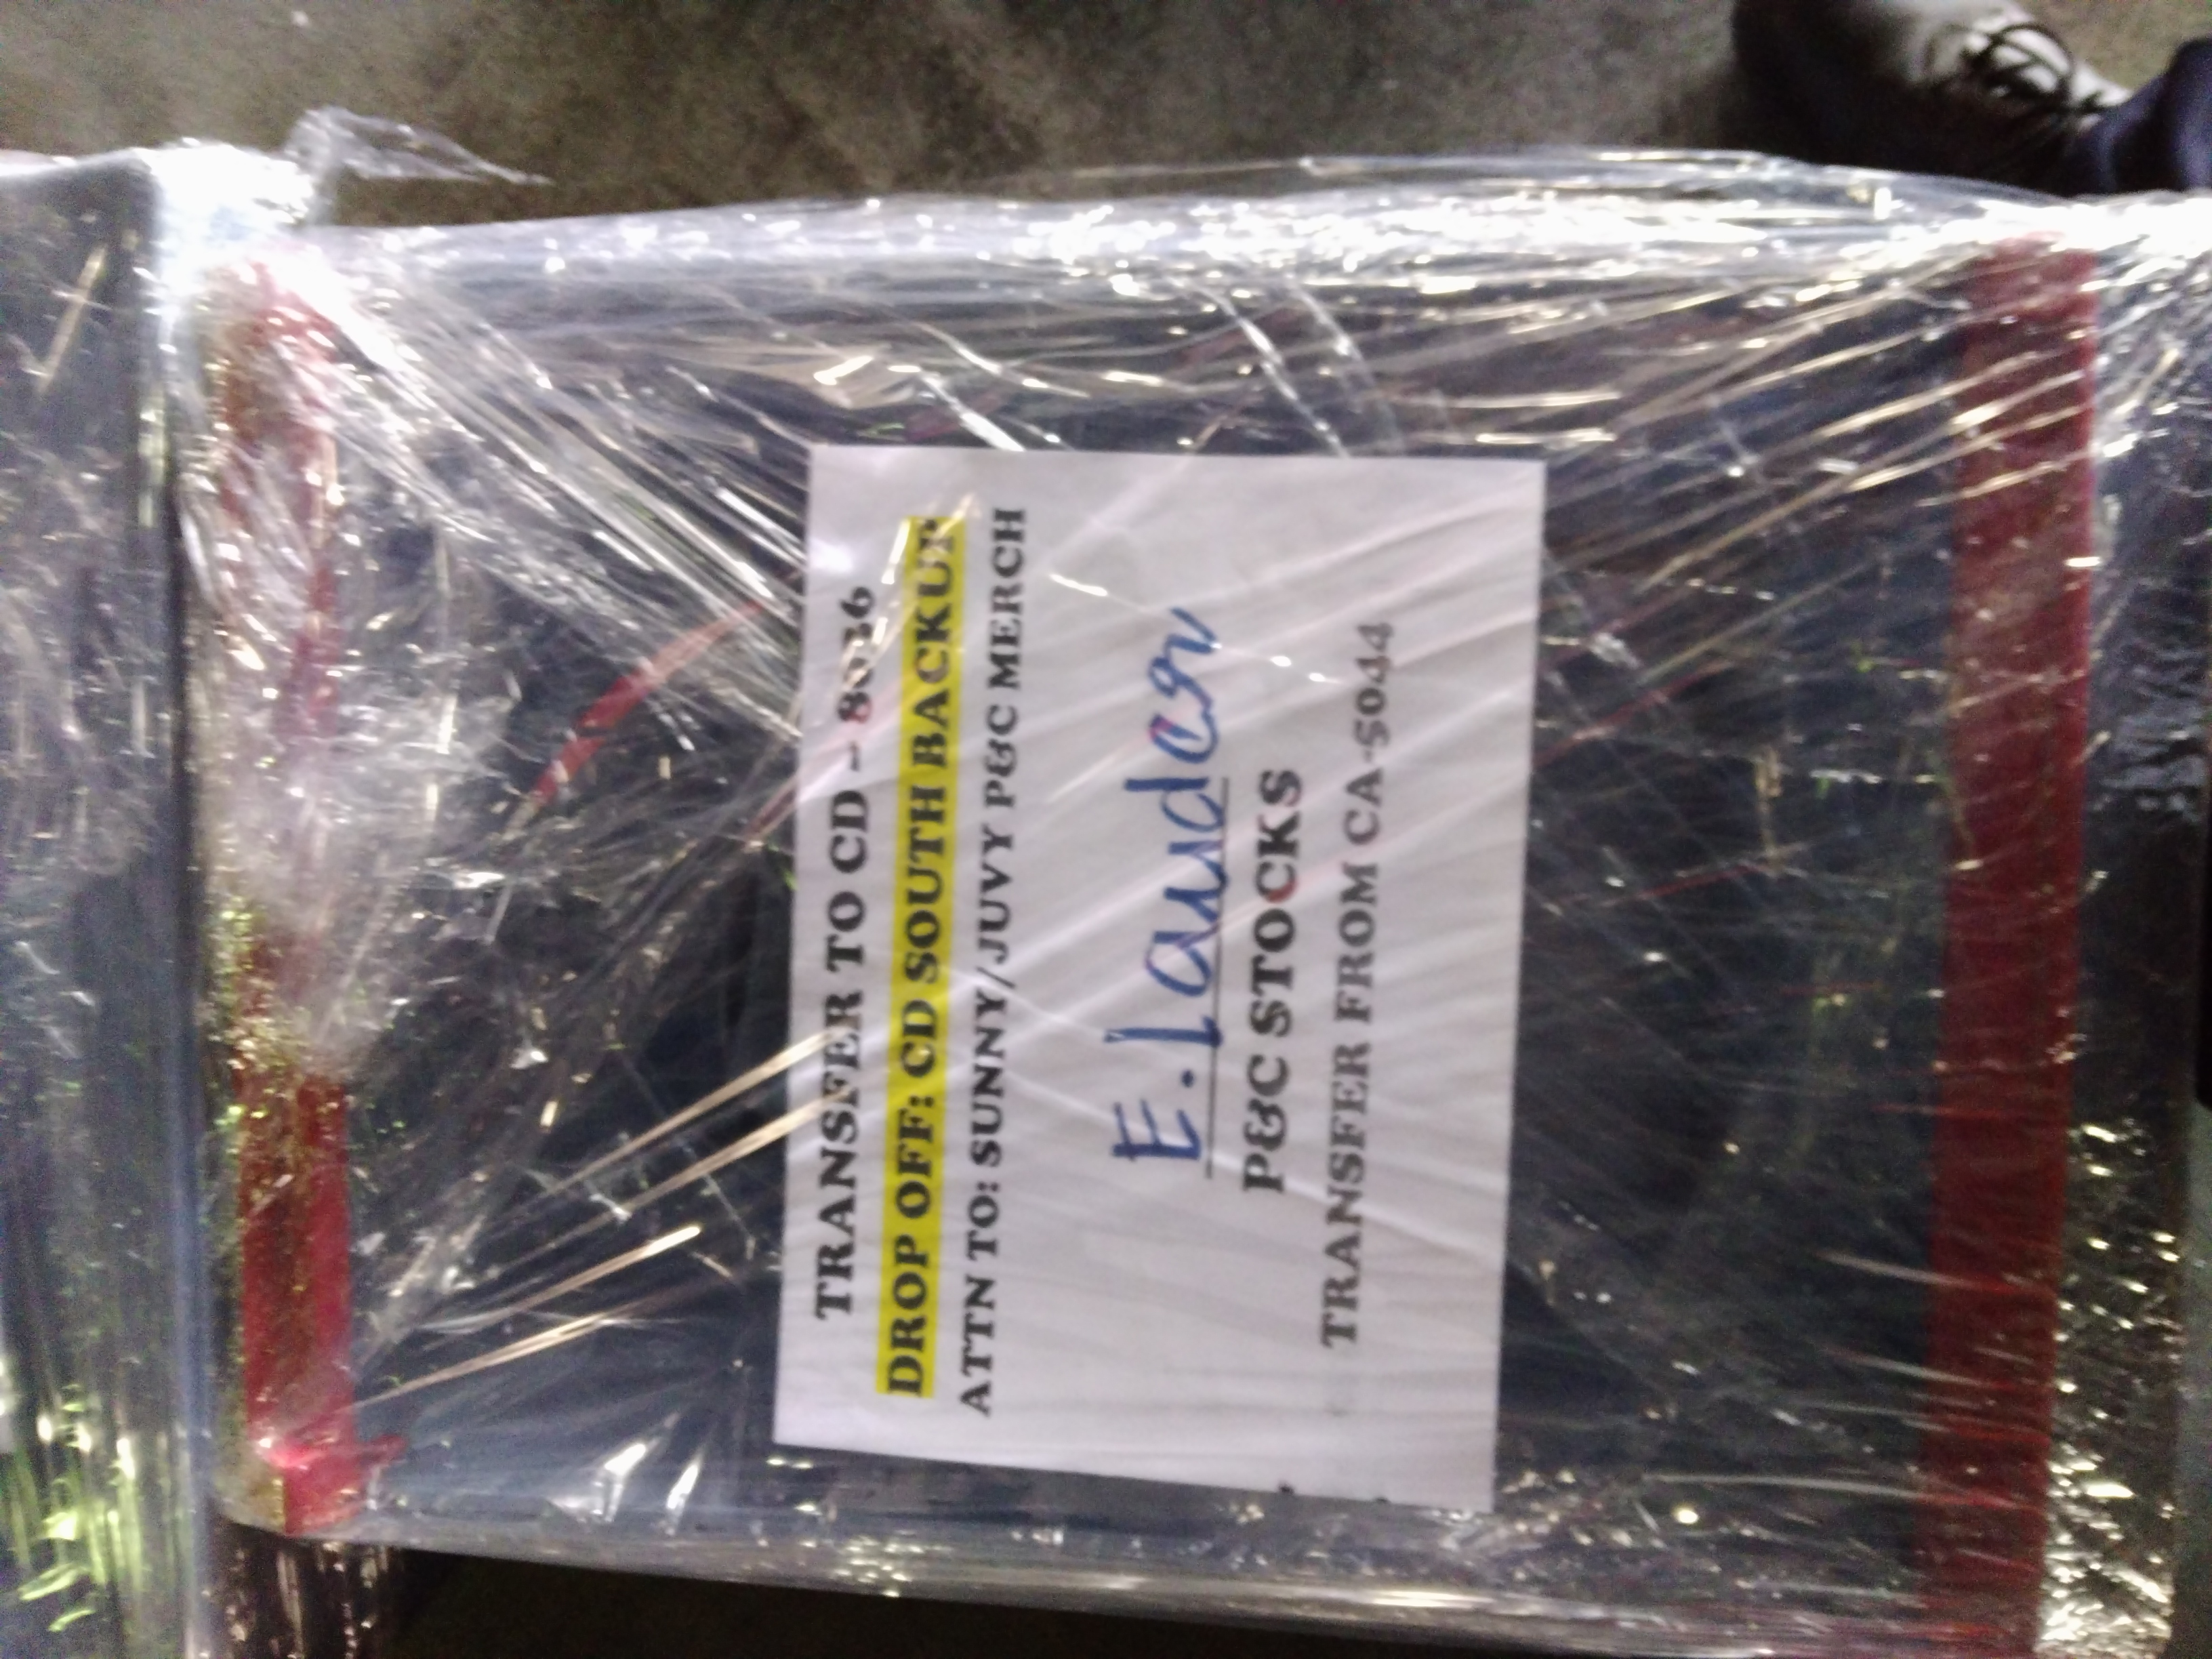 TRANSFER TO CD –
DROP OFF: CD SOUTH BACKUP
ATTN TO: SUNNY/JUVY P&C MERCH
E. lauder
P&C STOCKS
TRANSFER FROM CA-5044